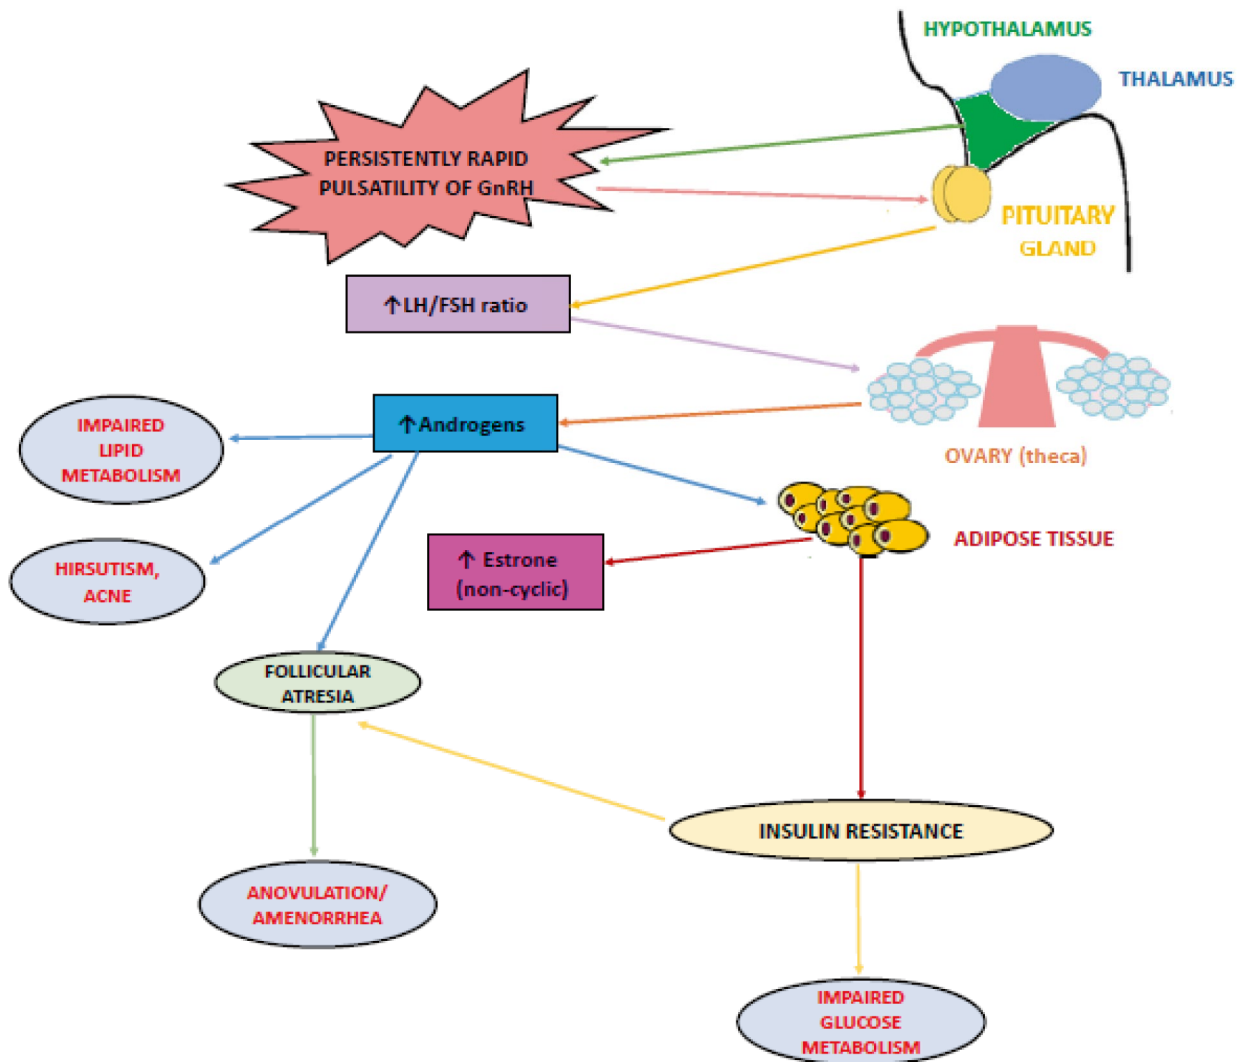 HYPOTHALAMUS
THALAMUS
PERSISTENTLY RAPID
PULSATILITY OF GnRH
PITUITARY
GLAND
↑LH/FSH ratio
↑Androgens
IMPAIRED
LIPID
METABOLISM
OVARY (theca)
ADIPOSE TISSUE
↑ Estrone
(non-cyclic)
HIRSUTISM,
ACNE
FOLLICULAR
ATRESIA
INSULIN RESISTANCE
ANOVULATION/
AMENORRHEA
IMPAIRED
GLUCOSE
METABOLISM